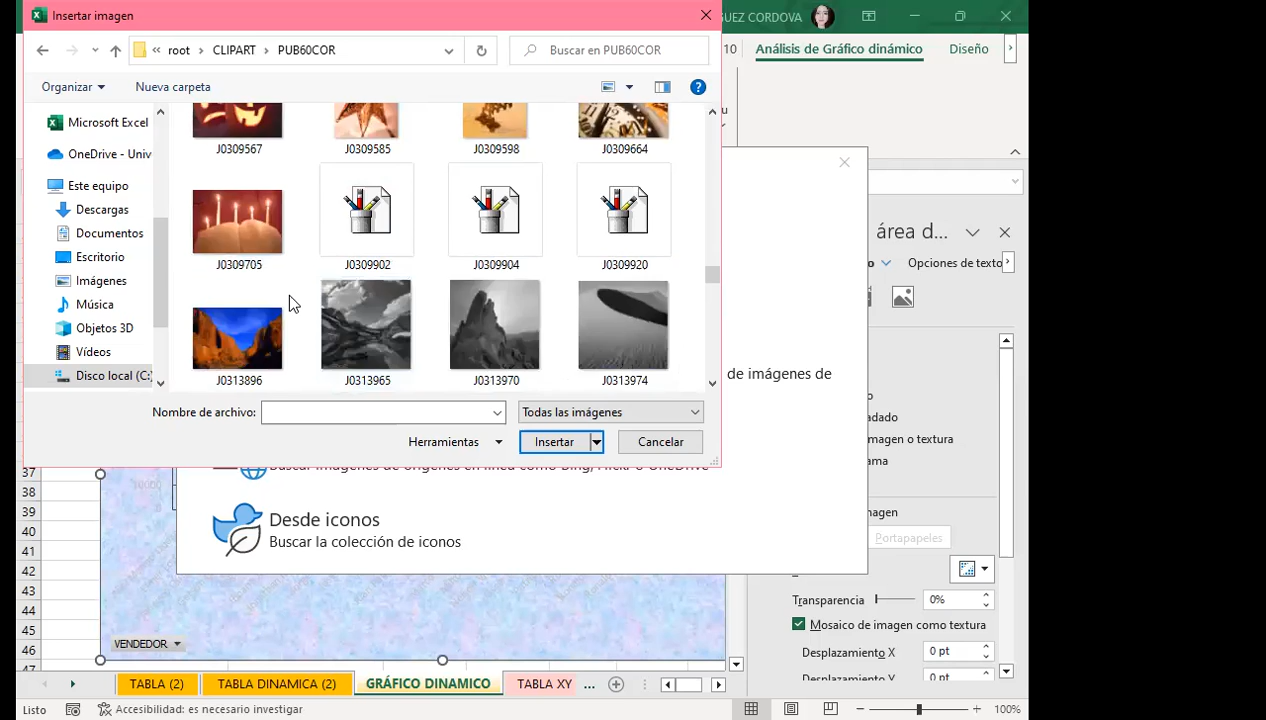 Insertar imagen
GUEZ CORDOVA
root CLIPART PUB60COR
Buscar en PUB60COR
10 Análisis de Gráfico dinámico Diseño
Organizar Nueva carpeta
Microsoft Excel
OneDrive - Univ
Este equipo
Descargas
Documentos
Escritorio
Imágenes
Música
Objetos 3D
Vídeos
Disco local (C:)
J0309567 J0309585 J0309598 J0309664
J0309705 J0309902 J0309904 J0309920
J0313896 J0313965 J0313970 J0313974
Nombre de archivo: Todas las imágenes
Herramientas Insertar Cancelar
área d...
Opciones de texto
de imágenes de
adado
magen o textura
ama
magen
Portapapeles
Buscar imágenes de orígenes en línea como Bing, Flickr o OneDrive
Desde iconos
Buscar la colección de iconos
Transparencia 0%
Mosaico de imagen como textura
Desplazamiento X 0 pt
Desplazamiento Y 0 pt
37
38
39
40
41
42
43
44
45
46
47
10000
0
VENDEDOR
TABLA (2) TABLA DINAMICA (2) GRÁFICO DINAMICO TABLA XY ...
Listo Accesibilidad: es necesario investigar 100%